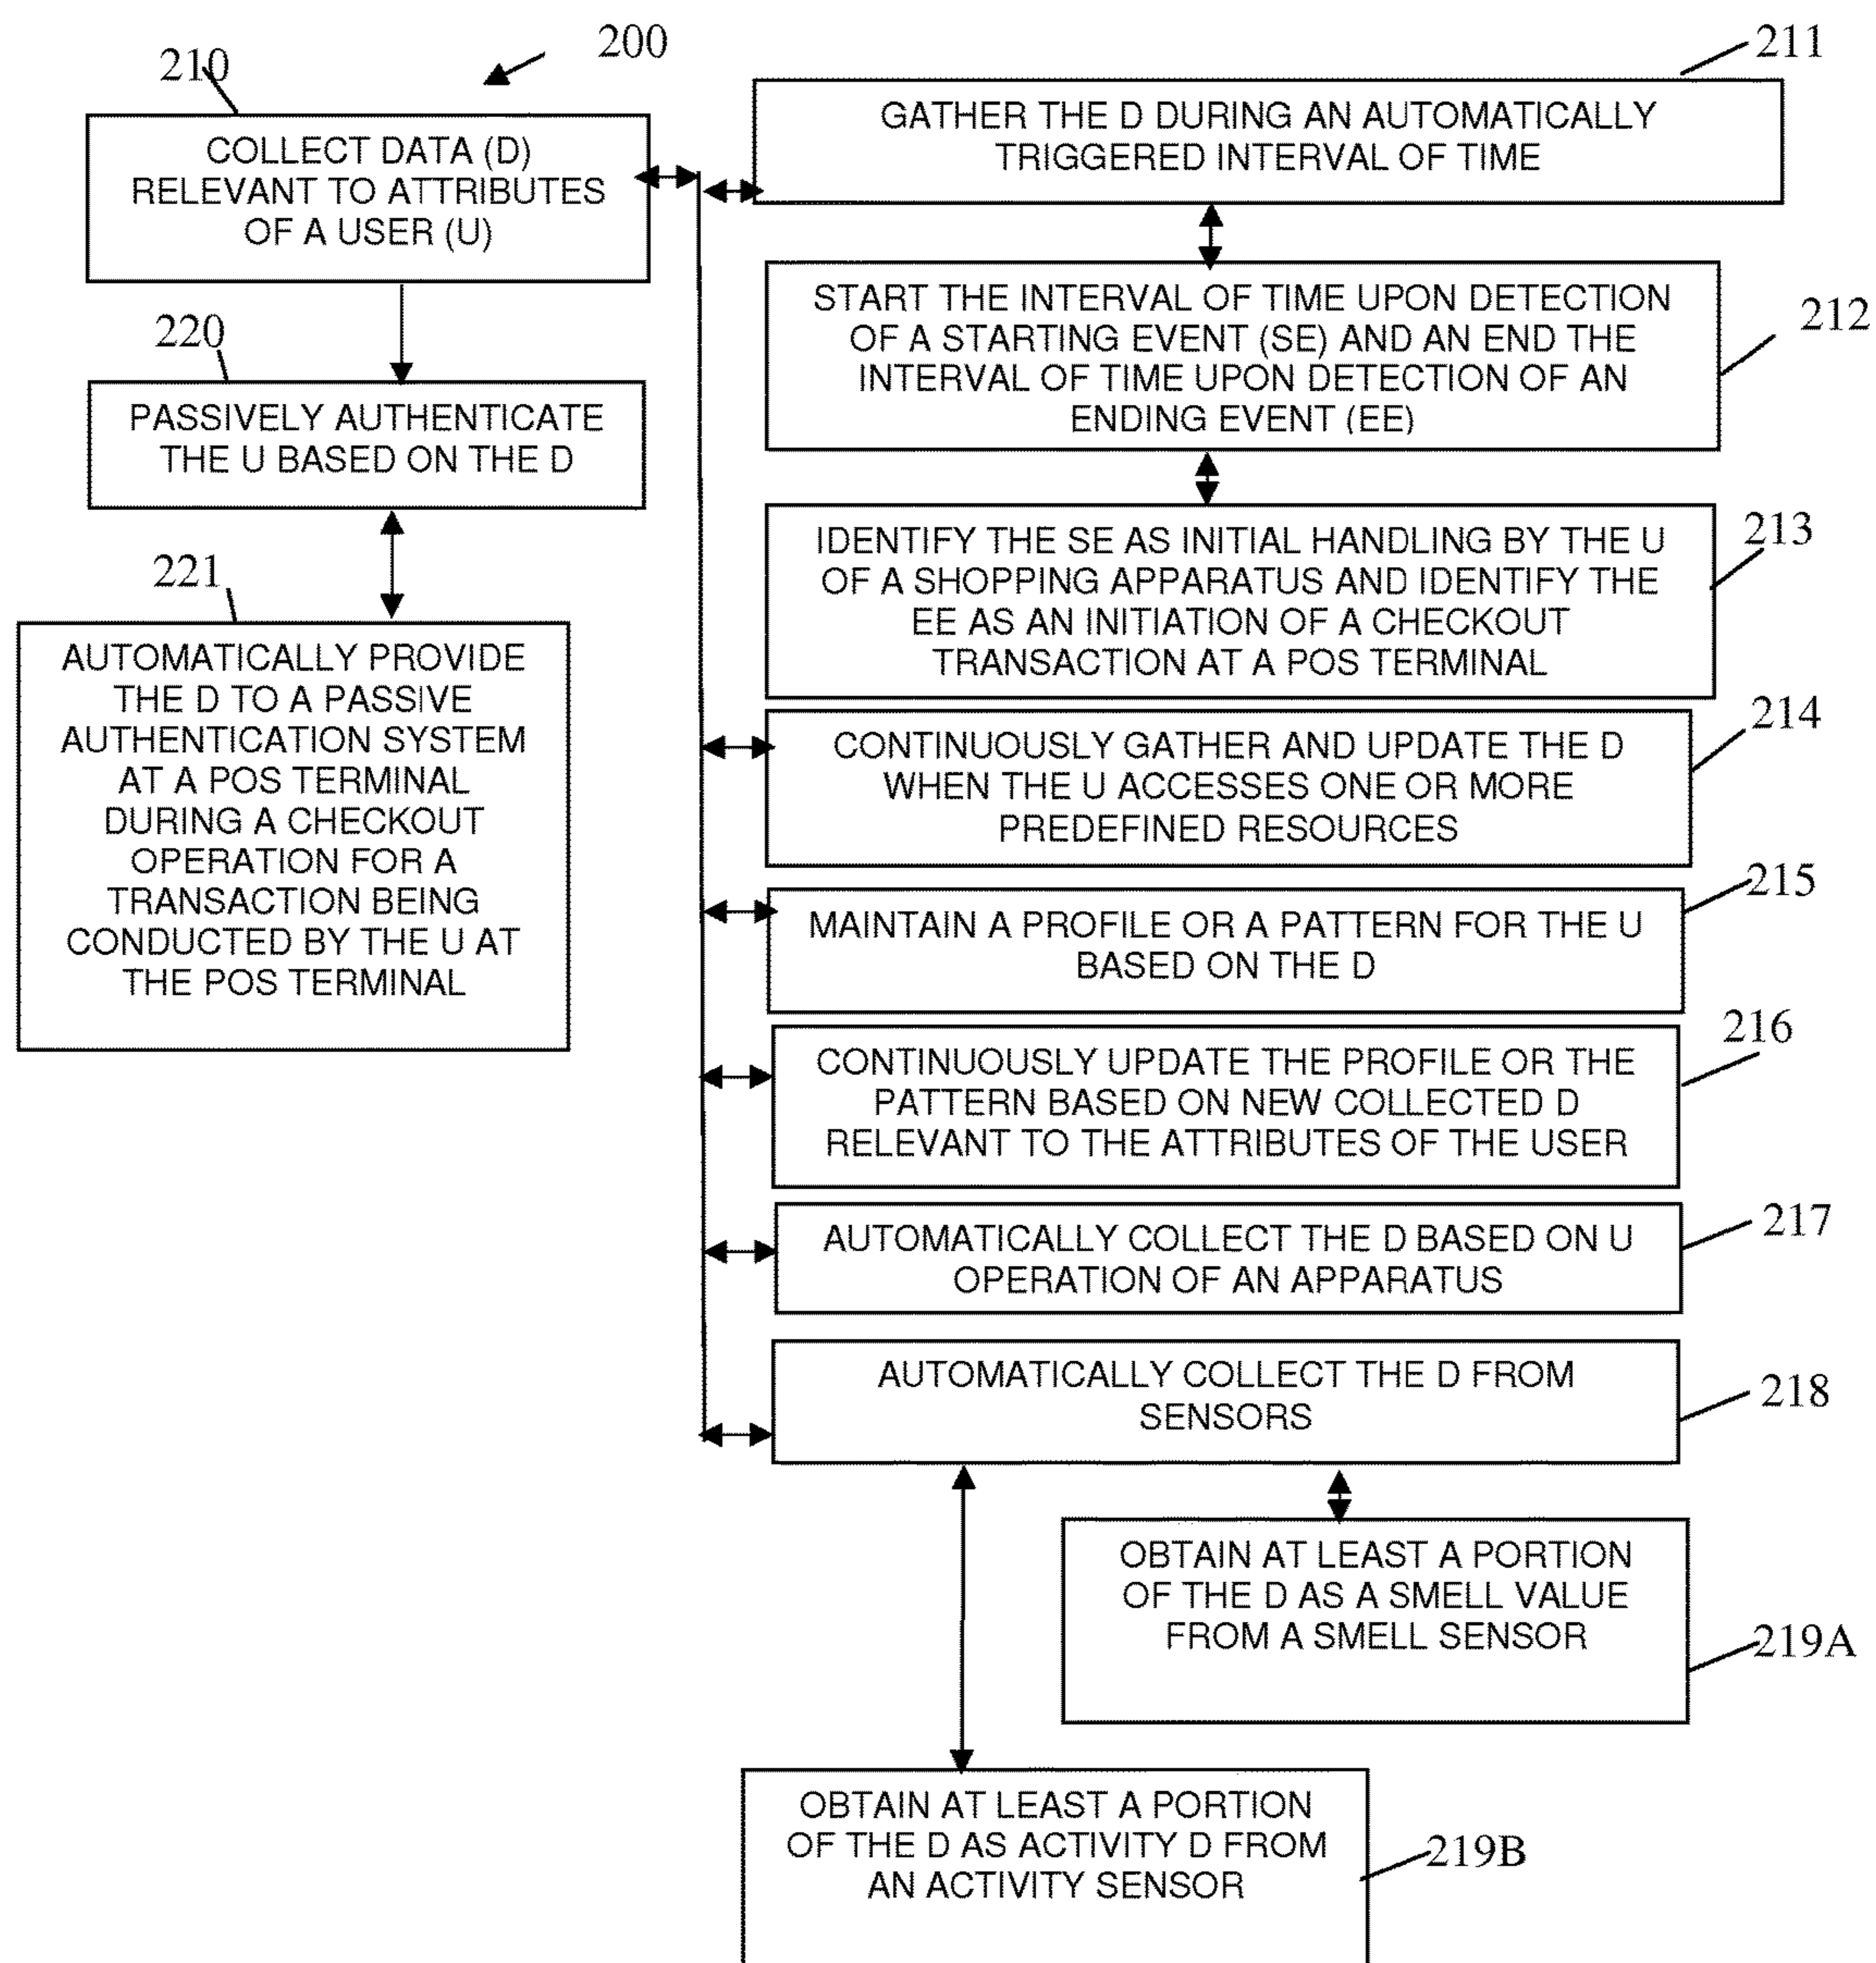 200
210
COLLECT DATA (D)
RELEVANT TO ATTRIBUTES
OF A USER (U)
220
PASSIVELY AUTHENTICATE
THE U BASED ON THE D
221
AUTOMATICALLY PROVIDE
THE D TO A PASSIVE
AUTHENTICATION SYSTEM
AT A POS TERMINAL
DURING A CHECKOUT
OPERATION FOR A
TRANSACTION BEING
CONDUCTED BY THE U AT
THE POS TERMINAL
211
GATHER THE D DURING AN AUTOMATICALLY
TRIGGERED INTERVAL OF TIME
212
START THE INTERVAL OF TIME UPON DETECTION
OF A STARTING EVENT (SE) AND AN END THE
INTERVAL OF TIME UPON DETECTION OF AN
ENDING EVENT (EE)
213
IDENTIFY THE SE AS INITIAL HANDLING BY THE U
OF A SHOPPING APPARATUS AND IDENTIFY THE
EE AS AN INITIATION OF A CHECKOUT
TRANSACTION AT A POS TERMINAL
214
CONTINUOUSLY GATHER AND UPDATE THE D
WHEN THE U ACCESSES ONE OR MORE
PREDEFINED RESOURCES
215
MAINTAIN A PROFILE OR A PATTERN FOR THE U
BASED ON THE D
216
CONTINUOUSLY UPDATE THE PROFILE OR THE
PATTERN BASED ON NEW COLLECTED D
RELEVANT TO THE ATTRIBUTES OF THE USER
217
AUTOMATICALLY COLLECT THE D BASED ON U
OPERATION OF AN APPARATUS
218
AUTOMATICALLY COLLECT THE D FROM
SENSORS
219A
OBTAIN AT LEAST A PORTION
OF THE D AS A SMELL VALUE
FROM A SMELL SENSOR
219B
OBTAIN AT LEAST A PORTION
OF THE D AS ACTIVITY D FROM
AN ACTIVITY SENSOR